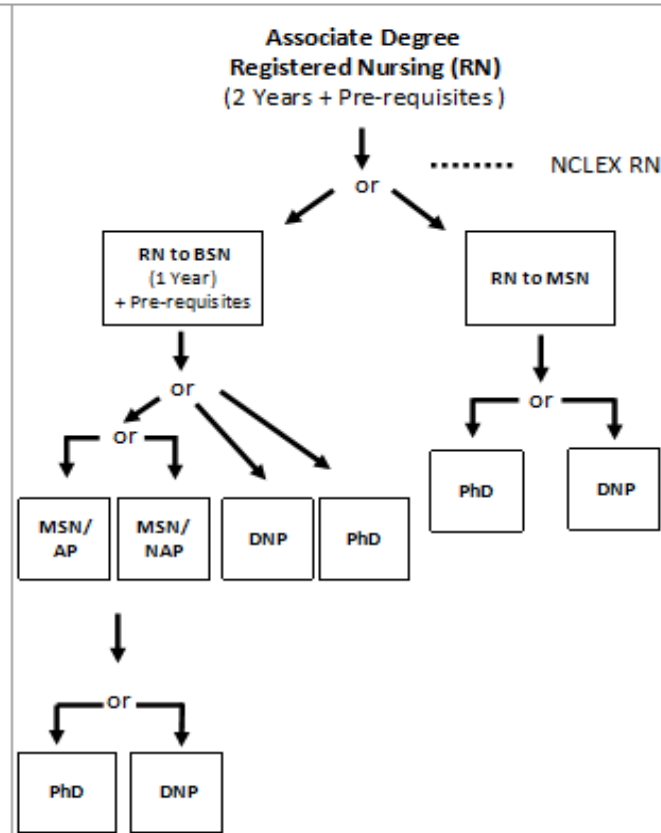 Associate Degree
Registered Nursing (RN)
(2 Years + Pre-requisites )
NCLEX RN
or
RN to BSN
(1 Year)
+ Pre-requisites
RN to MSN
or
or
or
MSN/
AP
MSN/
NAP
DNP
PhD
PhD
DNP
or
PhD
DNP